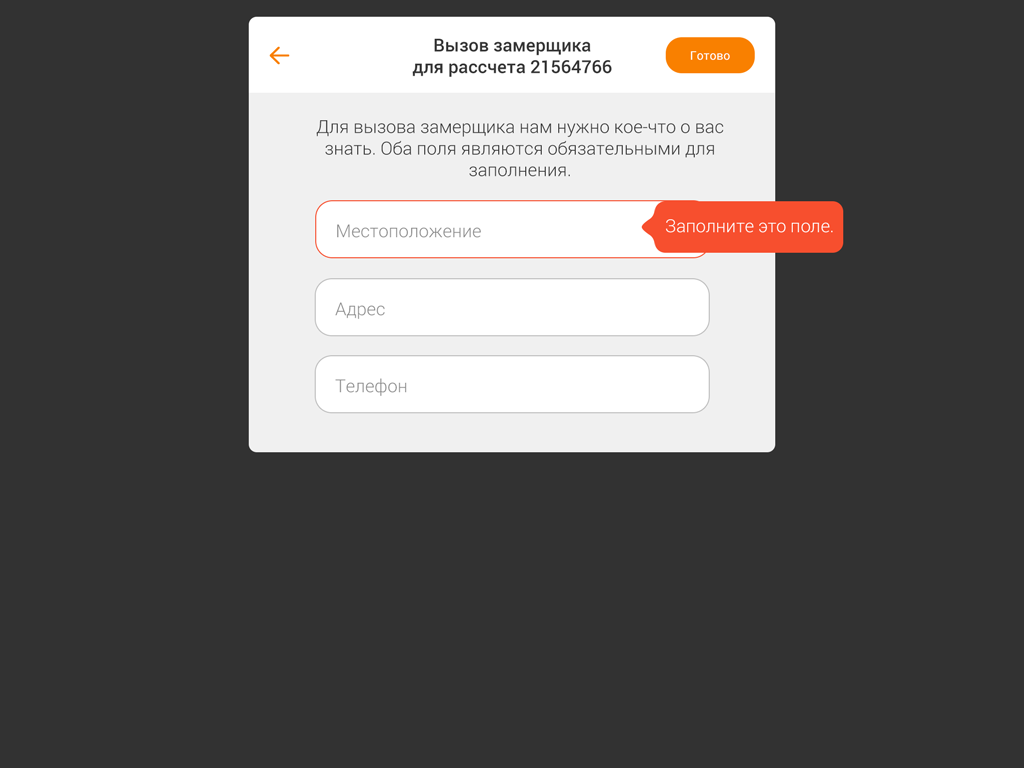 Вызов замерщика
для рассчета 21564766
Готово
Для вызова замерщика нам нужно кое-что о вас
знать. Оба поля являются обязательными для
заполнения.
Местоположение
Заполните это поле.
Адрес
Телефон